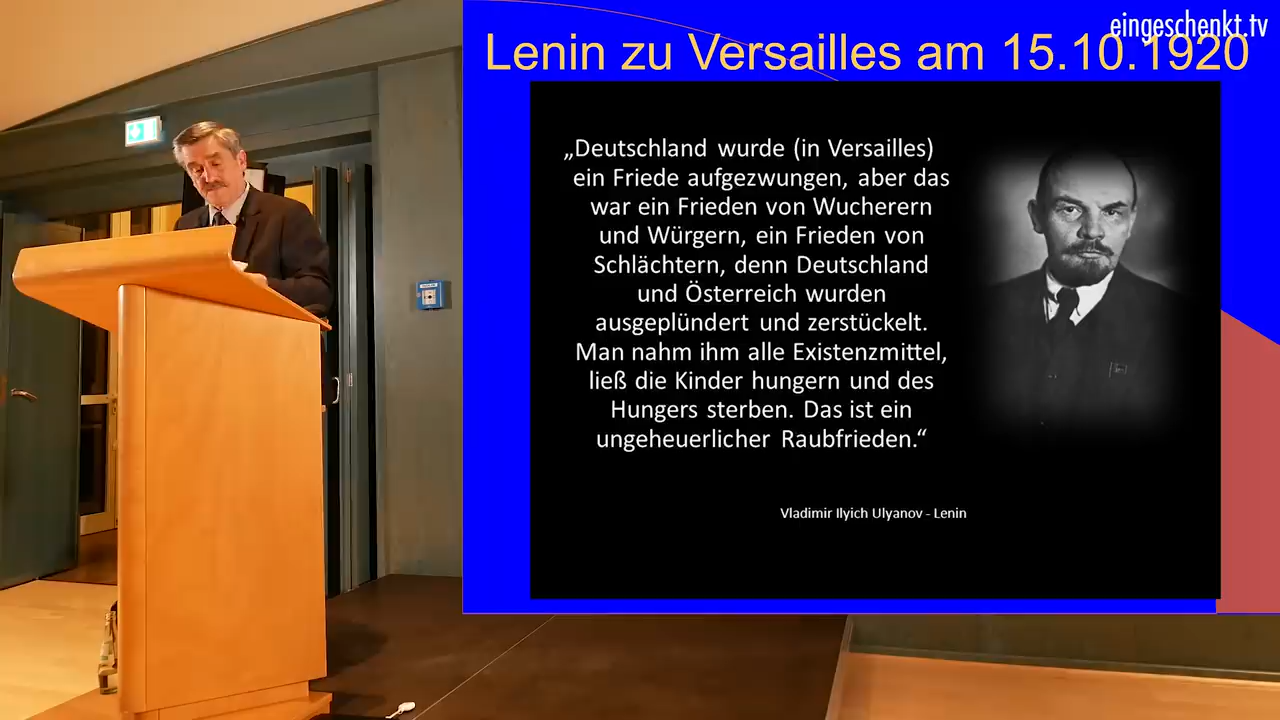 eingeschenkt.tv
Lenin zu Versailles am 15.10.1920
„Deutschland wurde (in Versailles)
ein Friede aufgezwungen, aber das
war ein Frieden von Wucherern
und Würgern, ein Frieden von
Schlächtern, denn Deutschland
und Österreich wurden
ausgeplündert und zerstückelt.
Man nahm ihm alle Existenzmittel,
ließ die Kinder hungern und des
Hungers sterben. Das ist ein
ungeheuerlicher Raubfrieden.“
Vladimir Ilyich Ulyanov - Lenin